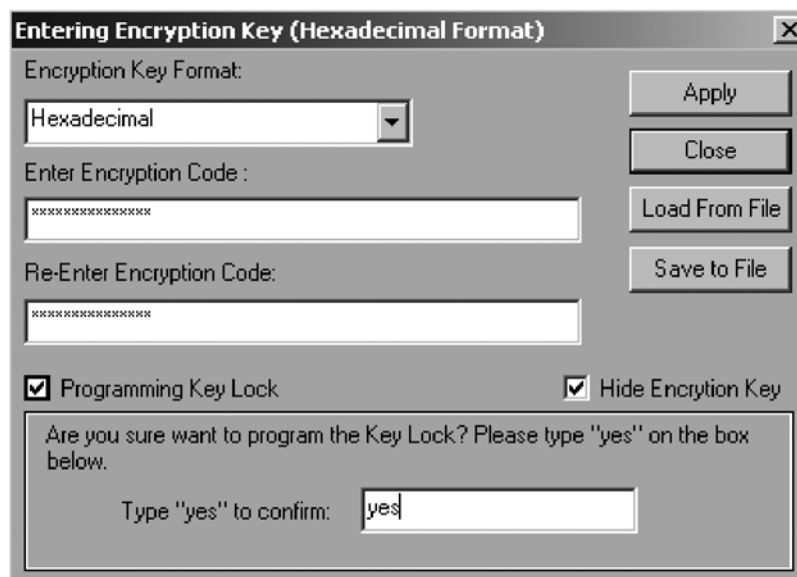 Entering Encryption Key (Hexadecimal Format)
Encryption Key Format:
Hexadecimal
Apply
Close
Enter Encryption Code :
***************
Load From File
Re-Enter Encryption Code:
Save to File
***************
Programming Key Lock
Hide Encrytion Key
Are you sure want to program the Key Lock? Please type "yes" on the box
below.
Type "yes" to confirm:
yes